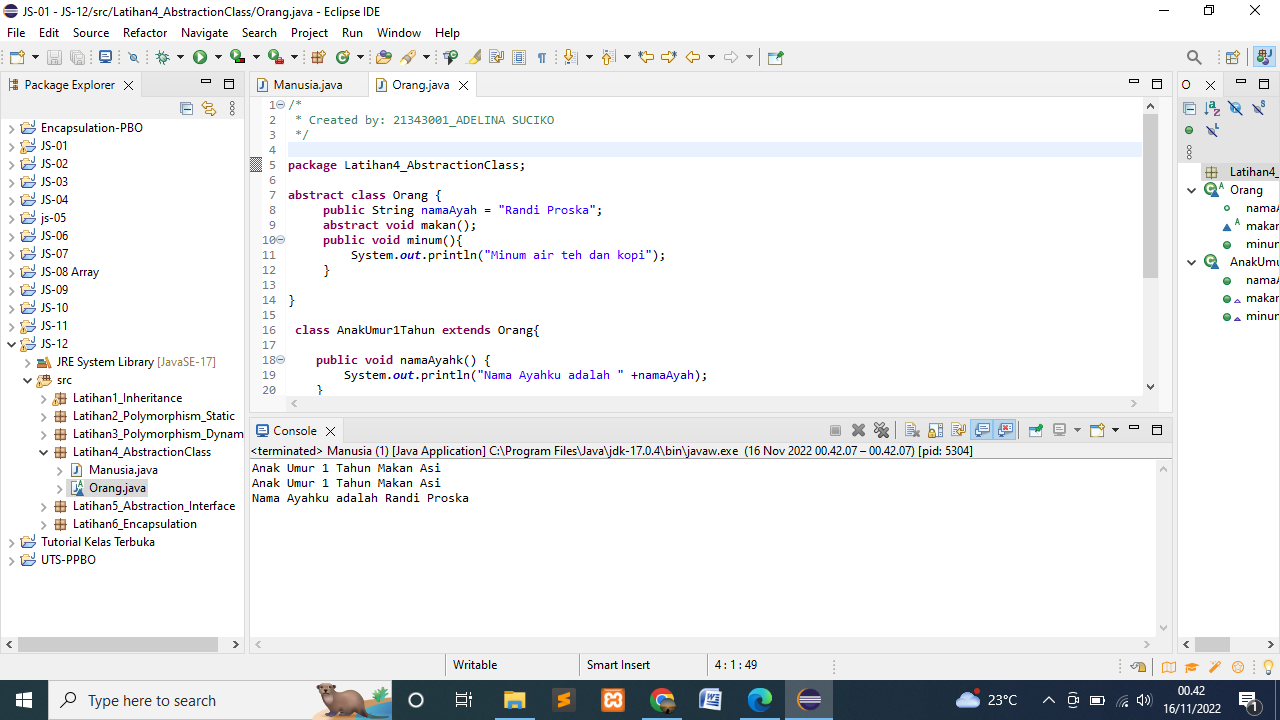 JS-01 - JS-12/src/Latihan4_AbstractionClass/Orang.java - Eclipse IDE
File Edit Source Refactor Navigate Search Project Run Window Help
Package Explorer
Encapsulation-PBO
JS-01
JS-02
JS-03
JS-04
js-05
JS-06
JS-07
JS-08 Array
JS-09
JS-10
JS-11
JS-12
JRE System Library [JavaSE-17]
src
Latihan1_Inheritance
Latihan2_Polymorphism_Static
Latihan3_Polymorphism_Dynam
Latihan4_AbstractionClass
Manusia.java
Orang.java
Latihan5_Abstraction_Interface
Latihan6_Encapsulation
Tutorial Kelas Terbuka
UTS-PPBO
Manusia.java Orang.java
1 /*
2 * Created by: 21343001_ADELINA SUCIKO
3 */
4
5 package Latihan4_AbstractionClass;
6
7 abstract class Orang {
8 public String namaAyah = "Randi Proska";
9 abstract void makan();
10 public void minum(){
11 System.out.println("Minum air teh dan kopi");
12 }
13
14 }
15
16 class AnakUmur1Tahun extends Orang{
17
18 public void namaAyahk() {
19 System.out.println("Nama Ayahku adalah " +namaAyah);
20 }
Console
<terminated> Manusia (1) [Java Application] C:\Program Files\Java\jdk-17.0.4\bin\javaw.exe (16 Nov 2022 00.42.07 – 00.42.07) [pid: 5304]
Anak Umur 1 Tahun Makan Asi
Anak Umur 1 Tahun Makan Asi
Nama Ayahku adalah Randi Proska
O
Latihan4_
Orang
namaA
makan
minum
AnakUmu
namaA
makan
minum
Writable Smart Insert 4 : 1 : 49
Type here to search
23°C
00.42
16/11/2022
1